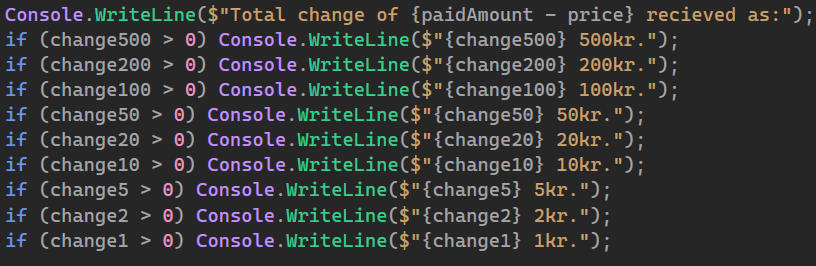 Console.WriteLine($"Total change of {paidAmount - price} recieved as:");
if (change500 > 0) Console.WriteLine($"{change500} 500kr.");
if (change200 > 0) Console.WriteLine($"{change200} 200kr.");
if (change100 > 0) Console.WriteLine($"{change100} 100kr.");
if (change50 > 0) Console.WriteLine($"{change50} 50kr.");
if (change20 > 0) Console.WriteLine($"{change20} 20kr.");
if (change10 > 0) Console.WriteLine($"{change10} 10kr.");
if (change5 > 0) Console.WriteLine($"{change5} 5kr.");
if (change2 > 0) Console.WriteLine($"{change2} 2kr.");
if (change1 > 0) Console.WriteLine($"{change1} 1kr.");